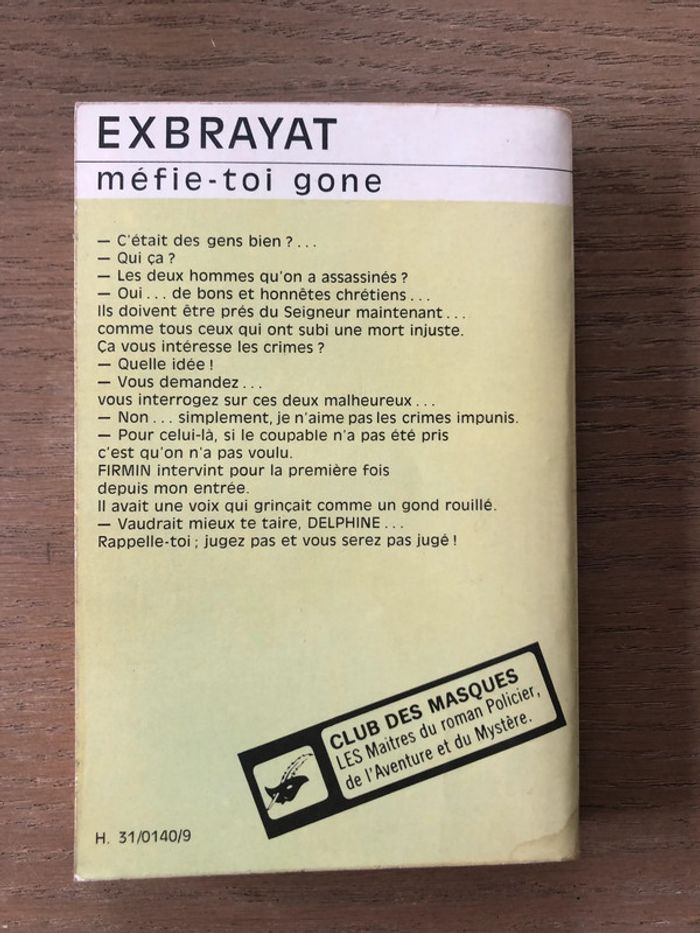 EXBRAYAT
méfie-toi gone
— C'était des gens bien ?...
— Qui ça ?
— Les deux hommes qu'on a assassinés ?
— Oui... de bons et honnêtes chrétiens...
Ils doivent être prés du Seigneur maintenant...
comme tous ceux qui ont subi une mort injuste.
Ça vous intéresse les crimes ?
— Quelle idée !
— Vous demandez...
vous interrogez sur ces deux malheureux...
— Non... simplement, je n'aime pas les crimes impunis.
— Pour celui-là, si le coupable n'a pas été pris
c'est qu'on n'a pas voulu.
FIRMIN intervint pour la première fois
depuis mon entrée.
Il avait une voix qui grinçait comme un gond rouillé.
— Vaudrait mieux te taire, DELPHINE...
Rappelle-toi ; jugez pas et vous serez pas jugé !
CLUB DES MASQUES
LES Maitres du roman Policier,
de l'Aventure et du Mystère.
H. 31/0140/9